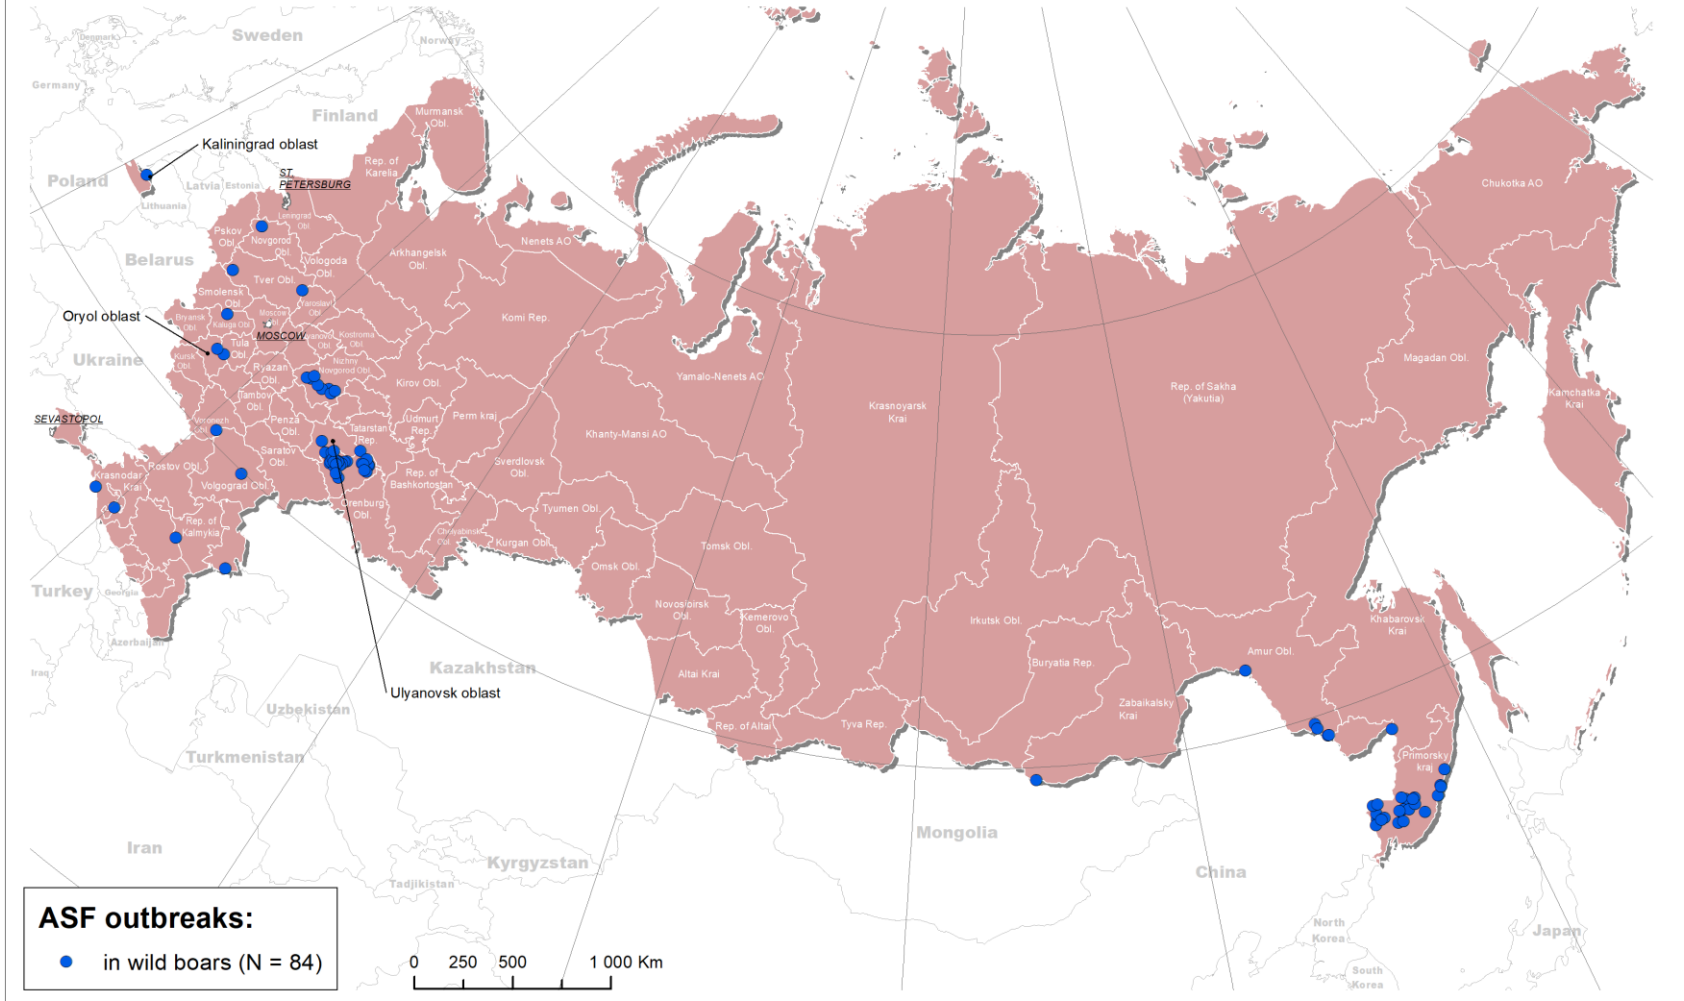 Sweden
Norway
Denmark
Germany
Finland
Murmansk
Obl.
Kaliningrad oblast
Rep. of
Karelia
ST.
PETERSBURG
Poland
Latvia
Estonia
Lithuania
Chukotka AO
Leningrad
Obl.
Pskov
Obl.
Novgorod
Obl.
Nenets AO
Arkhangelsk
Obl.
Vologda
Obl.
Belarus
Tver Obl.
Smolensk
Obl.
Yaroslavl
Obl.
Oryol oblast
Bryansk
Obl.
Kaluga Obl.
Moscow
Obl.
MOSCOW
Komi Rep.
Kostroma
Obl.
Ukraine
Kursk
Obl.
Tula
Obl.
Ryazan
Obl.
Nizhny
Novgorod Obl.
Kirov Obl.
Yamalo-Nenets AO
Magadan Obl.
Rep. of Sakha
(Yakutia)
Kamchatka
Krai
Krasnoyarsk
Krai
Tambov
Obl.
SEVASTOPOL
Voronezh
Obl.
Penza
Obl.
Tatarstan
Rep.
Udmurt
Rep.
Perm kraj
Khanty-Mansi AO
Saratov
Obl.
Rostov Obl.
Krasnodar
Krai
Volgograd Obl.
Rep. of
Bashkortostan
Sverdlovsk
Obl.
Orenburg
Obl.
Tyumen Obl.
Rep. of
Kalmykia
Chelyabinsk
Obl.
Kurgan Obl.
Tomsk Obl.
Omsk Obl.
Turkey
Georgia
Novosibirsk
Obl.
Kemerovo
Obl.
Irkutsk Obl.
Khabarovsk
Krai
Azerbaijan
Iraq
Kazakhstan
Altai Krai
Buryatia Rep.
Amur Obl.
Ulyanovsk oblast
Zabaikalsky
Krai
Uzbekistan
Rep. of Altai
Tyva Rep.
Turkmenistan
Primorsky
kraj
Mongolia
Iran
Kyrgyzstan
Tadjikistan
China
North
Korea
Japan
South
Korea
ASF outbreaks:
in wild boars (N = 84)
0 250 500 1 000 Km